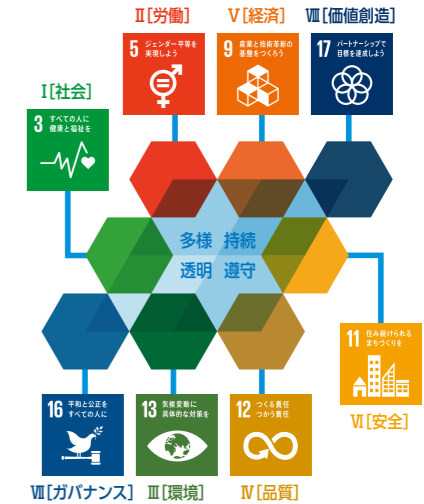 Ⅱ[労働]
Ⅴ[経済]
Ⅷ[価値創造]
5 ジェンダー平等を
実現しよう
9 産業と技術革新の
基盤をつくろう
17 パートナーシップで
目標を達成しよう
Ⅰ[社会]
3 すべての人に
健康と福祉を
多様 持続
透明 遵守
11 住み続けられる
まちづくりを
16 平和と公正を
すべての人に
13 気候変動に
具体的な対策を
12 つくる責任
つかう責任
Ⅵ[安全]
Ⅶ[ガバナンス]
Ⅲ[環境]
Ⅳ[品質]